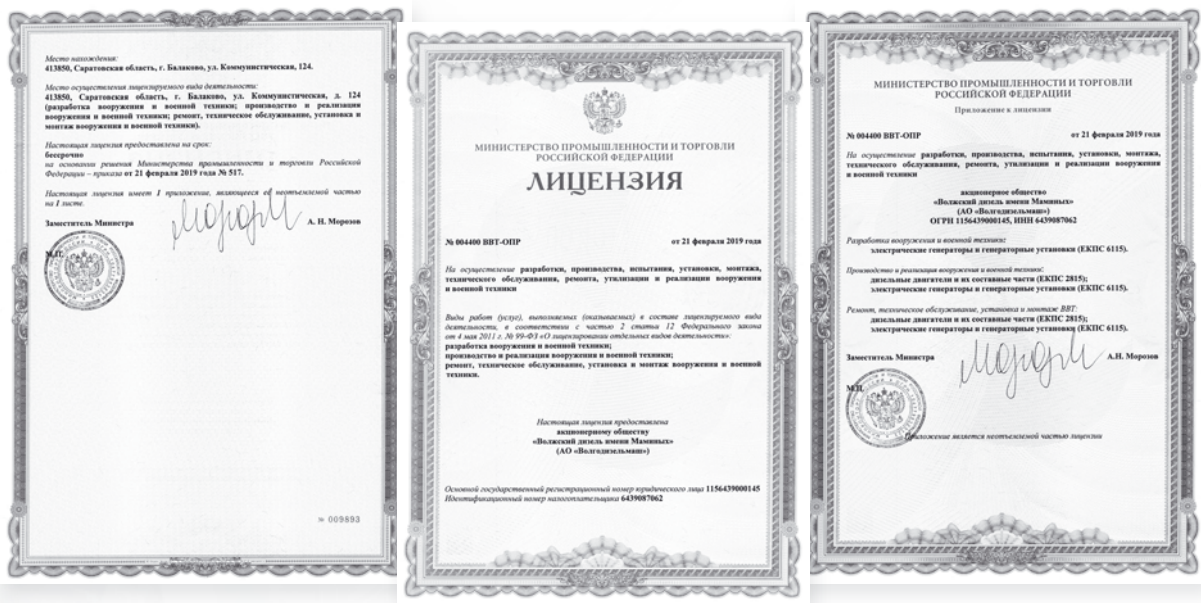 Место нахождения:
413850, Саратовская область, г. Балаково, ул. Коммунистическая, 124.
Место осуществления лицензируемого вида деятельности:
413850, Саратовская область, г. Балаково, ул. Коммунистическая, д. 124
(разработка вооружения и военной техники; производство и реализация
вооружения и военной техники; ремонт, техническое обслуживание, установка и
монтаж вооружения и военной техники).
Настоящая лицензия предоставлена на срок:
бессрочно
на основании решения Министерства промышленности и торговли Российской
Федерации – приказа от 21 февраля 2019 года № 517.
Настоящая лицензия имеет 1 приложение, являющееся её неотъемлемой частью
на 1 листе.
Заместитель Министра А. Н. Морозов
М.П.
№ 009893
МИНИСТЕРСТВО ПРОМЫШЛЕННОСТИ И ТОРГОВЛИ
РОССИЙСКОЙ ФЕДЕРАЦИИ
ЛИЦЕНЗИЯ
№ 004400 ВВТ-ОПР от 21 февраля 2019 года
На осуществление разработки, производства, испытания, установки, монтажа,
технического обслуживания, ремонта, утилизации и реализации вооружения
и военной техники
Виды работ (услуг), выполняемых (оказываемых) в составе лицензируемого вида
деятельности, в соответствии с частью 2 статьи 12 Федерального закона
от 4 мая 2011 г. № 99-ФЗ «О лицензировании отдельных видов деятельности»:
разработка вооружения и военной техники;
производство и реализация вооружения и военной техники;
ремонт, техническое обслуживание, установка и монтаж вооружения и военной
техники.
Настоящая лицензия предоставлена
акционерному обществу
«Волжский дизель имени Маминых»
(АО «Волгодизельмаш»)
Основной государственный регистрационный номер юридического лица 1156439000145
Идентификационный номер налогоплательщика 6439087062
МИНИСТЕРСТВО ПРОМЫШЛЕННОСТИ И ТОРГОВЛИ
РОССИЙСКОЙ ФЕДЕРАЦИИ
Приложение к лицензии
№ 004400 ВВТ-ОПР от 21 февраля 2019 года
На осуществление разработки, производства, испытания, установки, монтажа,
технического обслуживания, ремонта, утилизации и реализации вооружения
и военной техники
акционерное общество
«Волжский дизель имени Маминых»
(АО «Волгодизельмаш»)
ОГРН 1156439000145, ИНН 6439087062
Разработка вооружения и военной техники:
электрические генераторы и генераторные установки (ЕКПС 6115).
Производство и реализация вооружения и военной техники:
дизельные двигатели и их составные части (ЕКПС 2815);
электрические генераторы и генераторные установки (ЕКПС 6115).
Ремонт, техническое обслуживание, установка и монтаж ВВТ:
дизельные двигатели и их составные части (ЕКПС 2815);
электрические генераторы и генераторные установки (ЕКПС 6115).
Заместитель Министра А.Н. Морозов
М.П.
Приложение является неотъемлемой частью лицензии